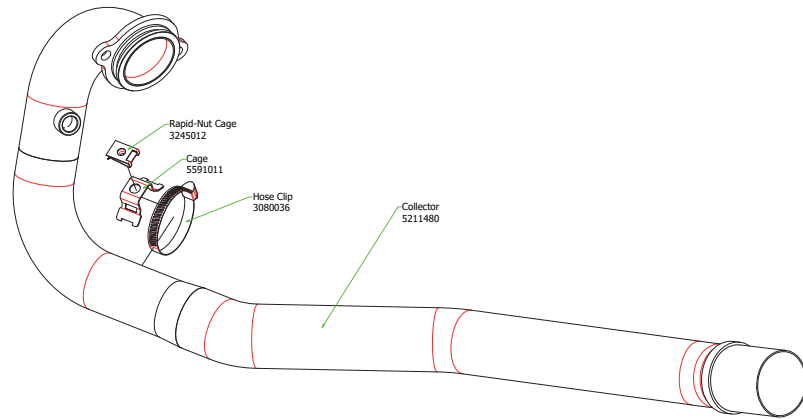 Rapid-Nut Cage
3245012
Cage
5591011
Hose Clip
3080036
Collector
5211480